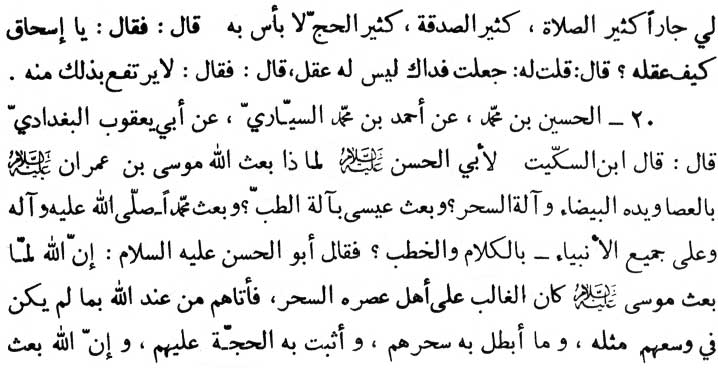 لي جاراً كثير الصلاة ، كثير الصدقة ، كثير الحجّ لا بأس به قال : فقال : يا إسحاق
كيف عقله ؟ قال : قلت له : جعلت فداك ليس له عقل، قال : فقال : لا يرتفع بذلك منه .
٢٠ ــ الحسين بن محمّد ، عن أحمد بن محمّد السيّاريّ ، عن أبي يعقوب البغداديّ
قال : قال ابن السكّيت لأبي الحسن عليه السلام لما ذا بعث الله موسى بن عمران عليه السلام
بالعصا ويده البيضاء وآلة السحر ؟ وبعث عيسى بآلة الطبّ ؟ وبعث محمّداً ـ صلّى الله عليه وآله
وعلى جميع الأنبياء ــ بالكلام والخطب ؟ فقال أبو الحسن عليه السلام : إنّ الله لمّا
بعث موسى عليه السلام كان الغالب على أهل عصره السحر، فأتاهم من عند الله بما لم يكن
في وسعهم مثله ، و ما أبطل به سحرهم ، و أثبت به الحجّة عليهم ، و إنّ الله بعث